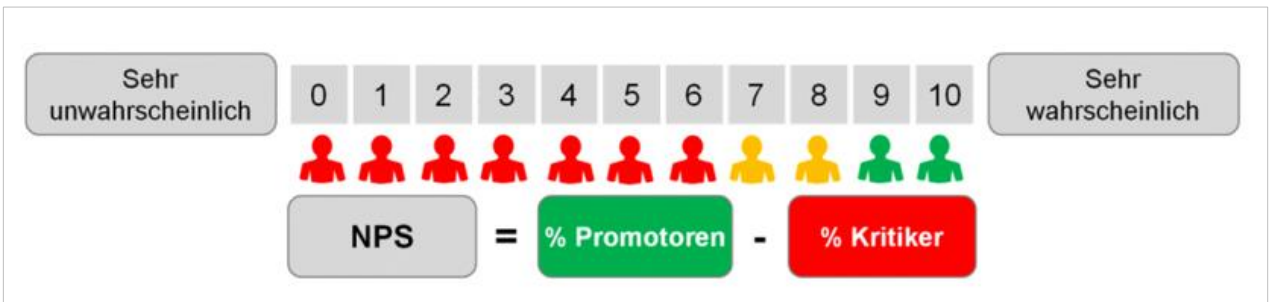 Sehr
unwahrscheinlich
0 1 2 3 4 5 6 7 8 9 10
Sehr
wahrscheinlich
NPS = % Promotoren - % Kritiker